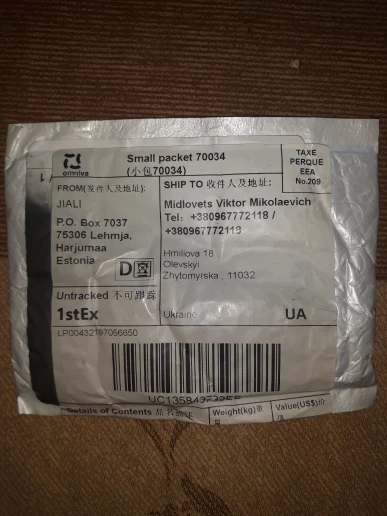 omniva
Small packet 70034
(小包70034)
TAXE
PERQUE
EEA
No.209
FROM(发件人及地址):
JIALI
P.O. Box 7037
75306 Lehmja,
Harjumaa
Estonia
D
SHIP TO 收件人及地址:
Midlovets Viktor Mikolaevich
Tel: +380967772118 /
+380967772118
Hmiliova 18
Olevskyi
Zhytomyrska , 11032
Untracked 不可跟踪
1stEx
Ukraine
UA
LP00432197056650
Details of Contents
Weight(kg)重
Value(US$)价